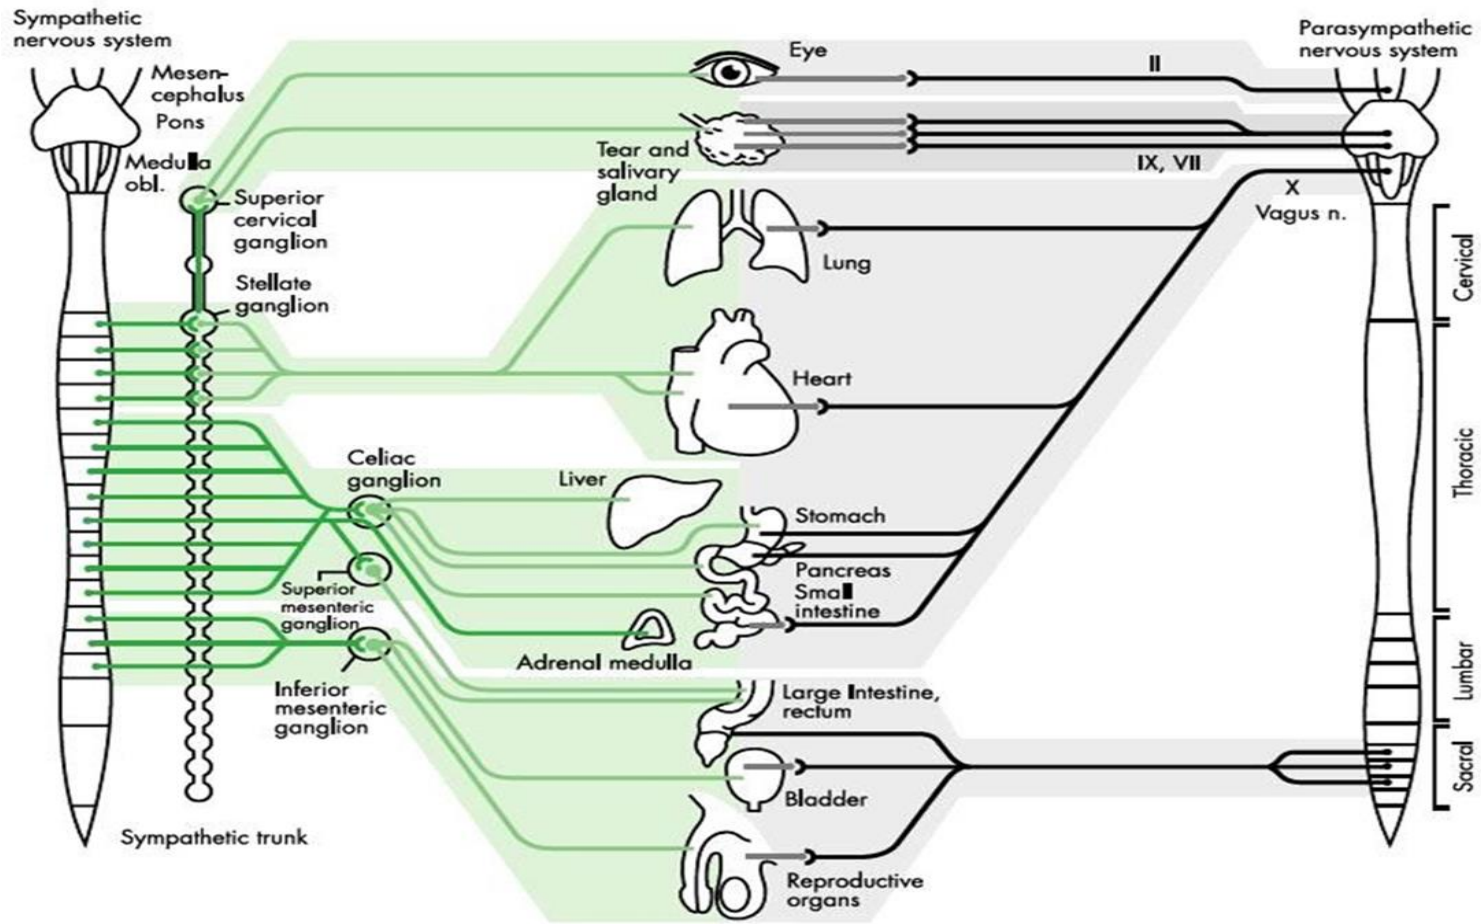 Sympathetic
nervous system
Mesen-
cephalus
Pons
Medulla
obl.
Superior
cervical
ganglion
Stellate
ganglion
Celiac
ganglion
Superior
mesenteric
ganglion
Inferior
mesenteric
ganglion
Sympathetic trunk
Eye
Tear and
salivary
gland
Lung
Heart
Liver
Stomach
Pancreas
Small
intestine
Adrenal medulla
Large Intestine,
rectum
Bladder
Reproductive
organs
Parasympathetic
nervous system
II
IX, VII
X
Vagus n.
Cervical
Thoracic
Lumbar
Sacral